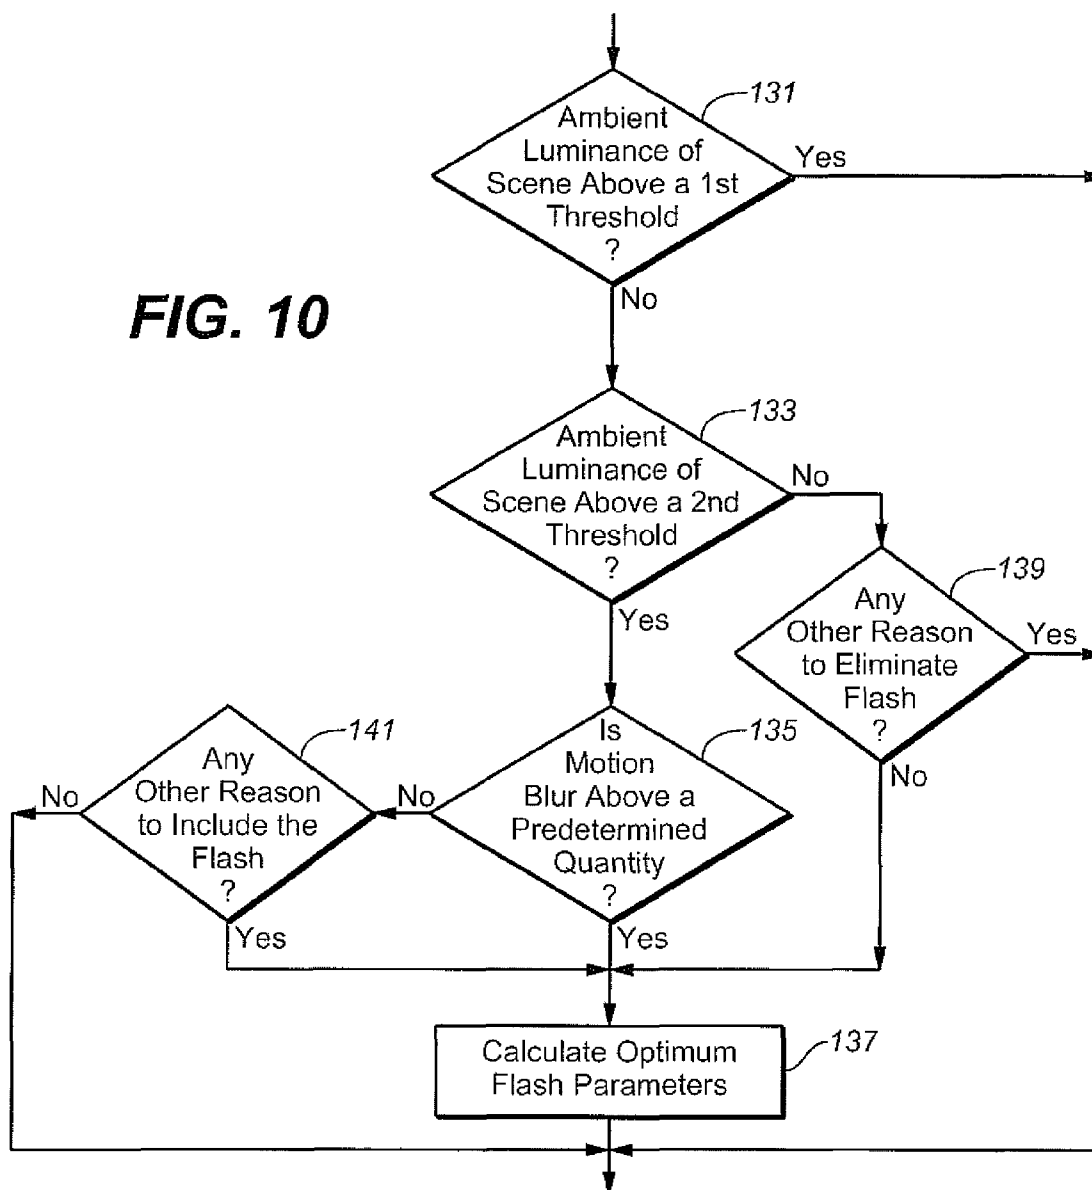 131
Ambient
Luminance of
Scene Above a 1st
Threshold
?
Yes
No
FIG. 10
133
Ambient
Luminance of
Scene Above a 2nd
Threshold
?
No
Yes
139
Any
Other Reason
to Eliminate
Flash
?
Yes
No
135
Is
Motion
Blur Above a
Predetermined
Quantity
?
No
Yes
141
Any
Other Reason
to Include the
Flash
?
No
Yes
Calculate Optimum
Flash Parameters
137